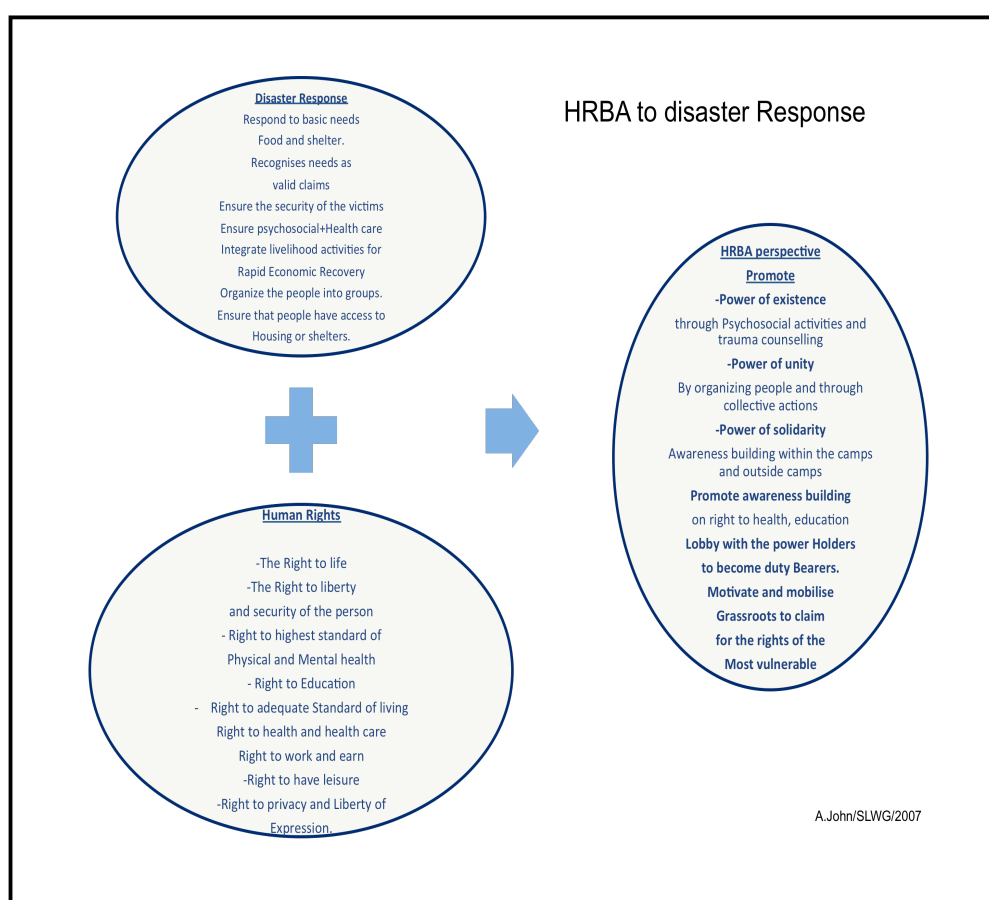 HRBA to disaster Response
Disaster Response
Respond to basic needs
Food and shelter.
Recognises needs as
valid claims
Ensure the security of the victims
Ensure psychosocial+Health care
Integrate livelihood activities for
Rapid Economic Recovery
Organize the people into groups.
Ensure that people have access to
Housing or shelters.
Human Rights
-The Right to life
-The Right to liberty
and security of the person
- Right to highest standard of
Physical and Mental health
- Right to Education
- Right to adequate Standard of living
Right to health and health care
Right to work and earn
-Right to have leisure
-Right to privacy and Liberty of
Expression.
HRBA perspective
Promote
-Power of existence
through Psychosocial activities and
trauma counselling
-Power of unity
By organizing people and through
collective actions
-Power of solidarity
Awareness building within the camps
and outside camps
Promote awareness building
on right to health, education
Lobby with the power Holders
to become duty Bearers.
Motivate and mobilise
Grassroots to claim
for the rights of the
Most vulnerable
A.John/SLWG/2007